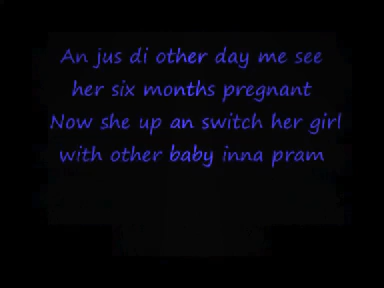 An jus di other day me see
her six months pregnant
Now she up an switch her girl
with other baby inna pram